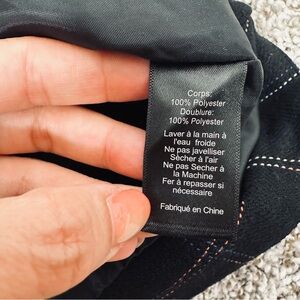 Corps:
100% Polyester
Doublure:
100% Polyester
Laver à la main à
l'eau froide
Ne pas javelliser
Sècher à l'air
Ne pas Secher à
la Machine
Fer à repasser si
nécessaire
Fabriqué en Chine